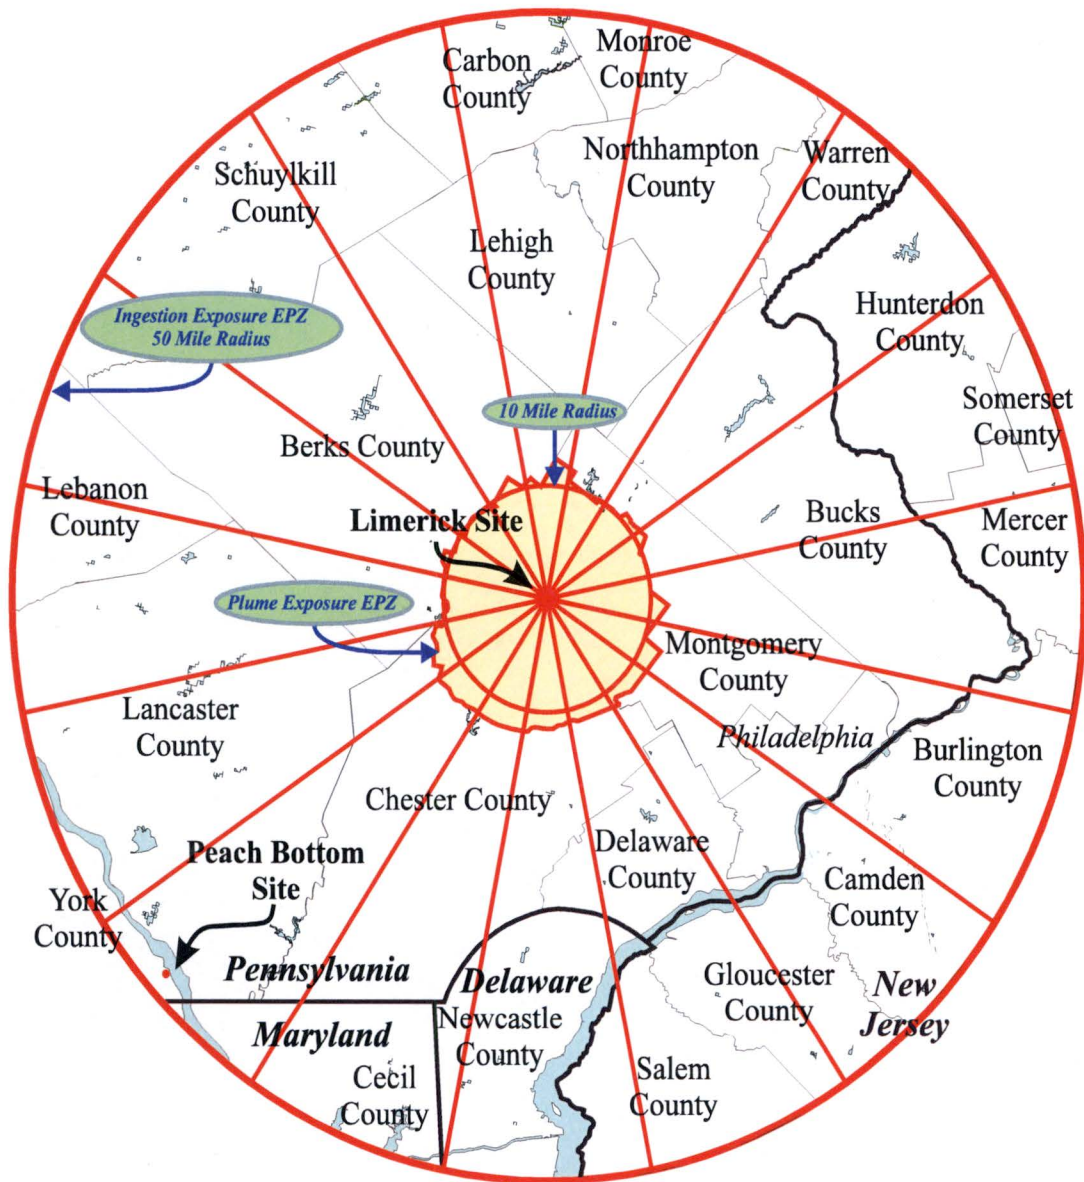 Carbon
County
Monroe
County
Schuylkill
County
Northhampton
County
Warren
County
Lehigh
County
Ingestion Exposure EPZ
50 Mile Radius
Hunterdon
County
10 Mile Radius
Somerset
County
Berks County
Lebanon
County
Limerick Site
Bucks
County
Mercer
County
Plume Exposure EPZ
Montgomery
County
Lancaster
County
Philadelphia
Burlington
County
Chester County
Peach Bottom
Site
Delaware
County
York
County
Camden
County
Pennsylvania
Delaware
Gloucester
County
New
Jersey
Maryland
Newcastle
County
Cecil
County
Salem
County